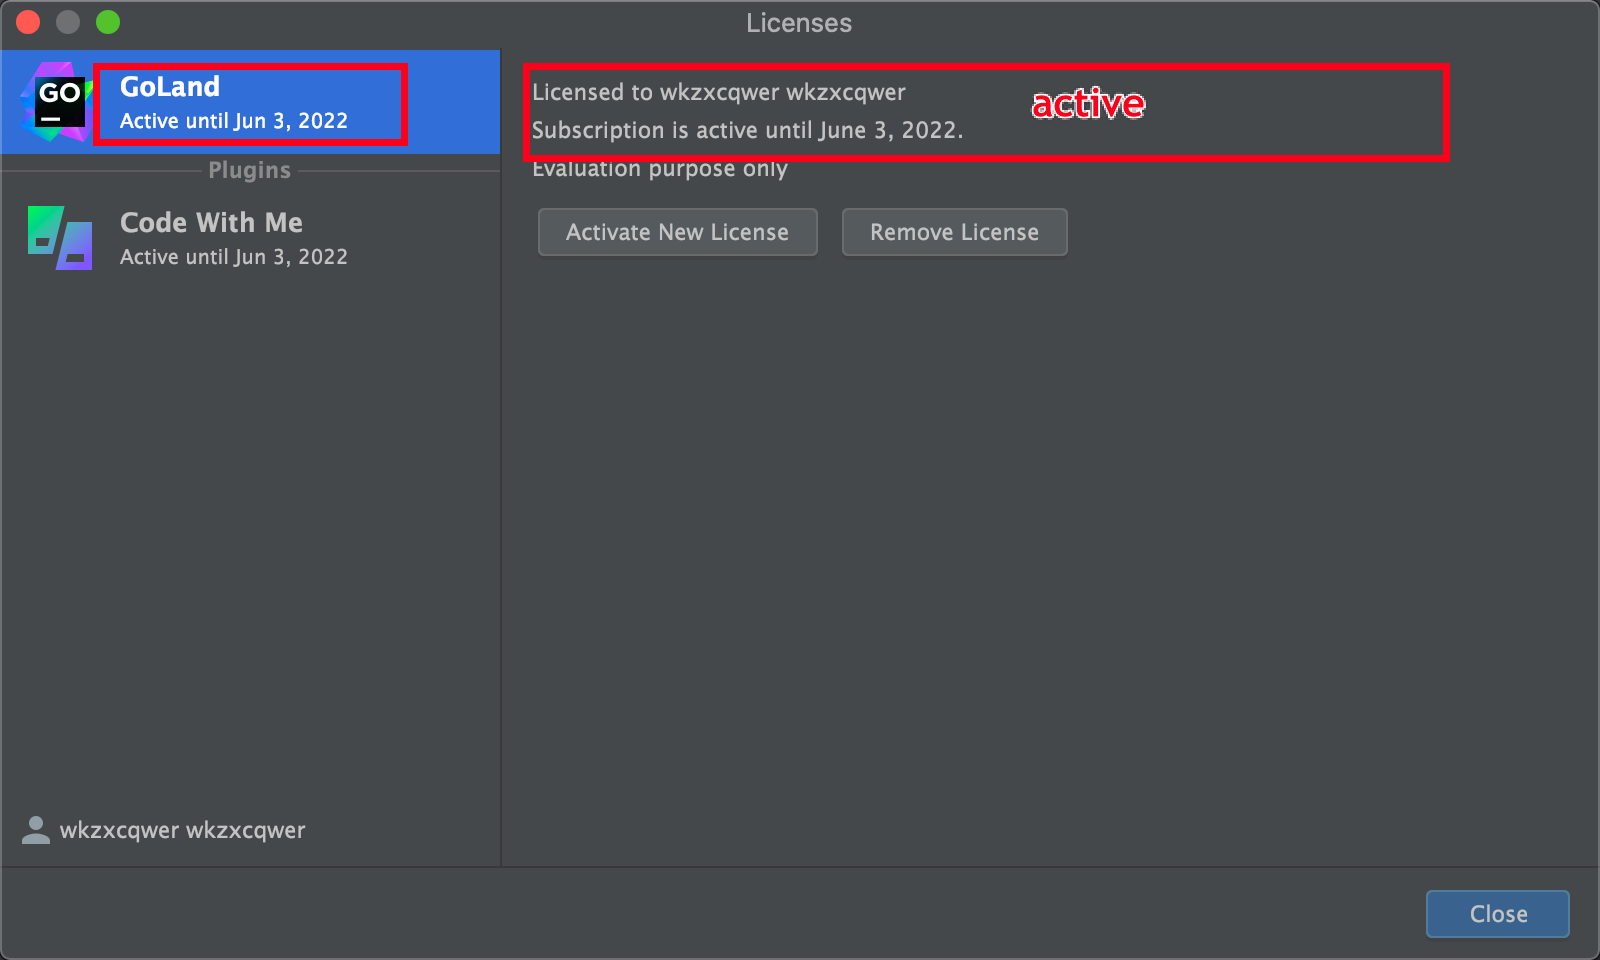 Licenses
GO
GoLand
Active until Jun 3, 2022
Plugins
Code With Me
Active until Jun 3, 2022
wkzxcqwer wkzxcqwer
Licensed to wkzxcqwer wkzxcqwer
active
Subscription is active until June 3, 2022.
Evaluation purpose only
Activate New License
Remove License
Close